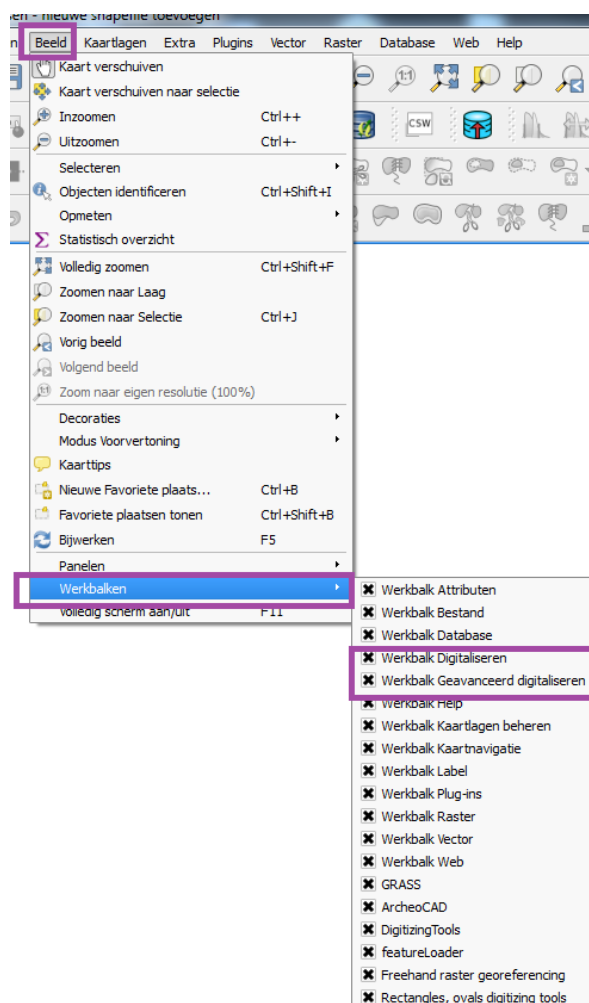 nieuwe shapefile toevoegen
Beeld Kaartlagen Extra Plugins Vector Raster Database Web Help
Kaart verschuiven
Kaart verschuiven naar selectie
Inzoomen Ctrl++
Uitzoomen Ctrl+-
CSW
Selecteren
Objecten identificeren Ctrl+Shift+I
Opmeten
Statistisch overzicht
Volledig zoomen Ctrl+Shift+F
Zoomen naar Laag
Zoomen naar Selectie Ctrl+J
Vorig beeld
Volgend beeld
Zoom naar eigen resolutie (100%)
Decoraties
Modus Voorvertoning
Kaarttips
Nieuwe Favoriete plaats... Ctrl+B
Favoriete plaatsen tonen Ctrl+Shift+B
Bijwerken F5
Panelen
Werkbalken
Volledig scherm aan/uit F11
Werkbalk Attributen
Werkbalk Bestand
Werkbalk Database
Werkbalk Digitaliseren
Werkbalk Geavanceerd digitaliseren
Werkbalk Help
Werkbalk Kaartlagen beheren
Werkbalk Kaartnavigatie
Werkbalk Label
Werkbalk Plug-ins
Werkbalk Raster
Werkbalk Vector
Werkbalk Web
GRASS
ArcheoCAD
DigitizingTools
featureLoader
Freehand raster georeferencing
Rectangles, ovals digitizing tools